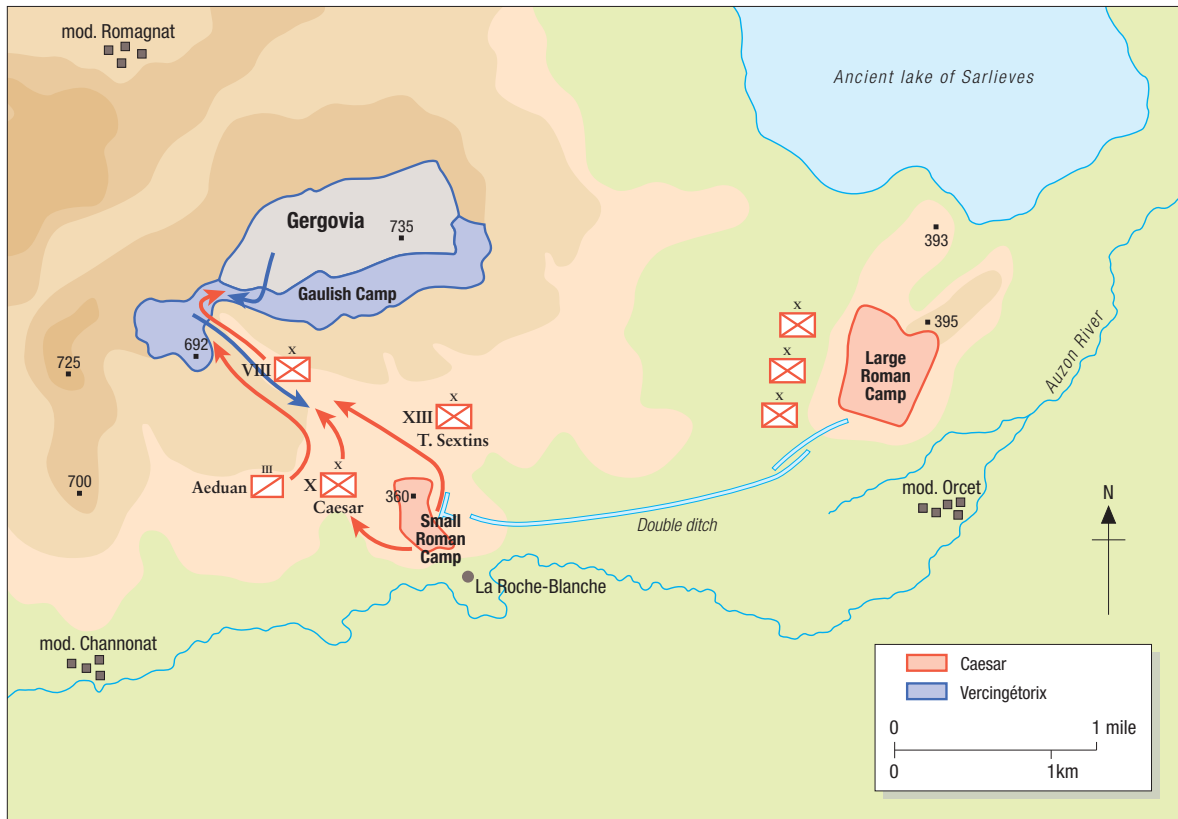 mod. Romagnat
Ancient lake of Sarlieves
Gergovia
735
393
Gaulish Camp
395
692
X
VIII
725
X
X
X
Large
Roman
Camp
Auzon River
X
XIII
T. Sextins
III
Aeduan
X
X
Caesar
700
360
Small
Roman
Camp
Double ditch
mod. Orcet
N
La Roche-Blanche
mod. Channonat
Caesar
Vercingétorix
0
1 mile
0
1km